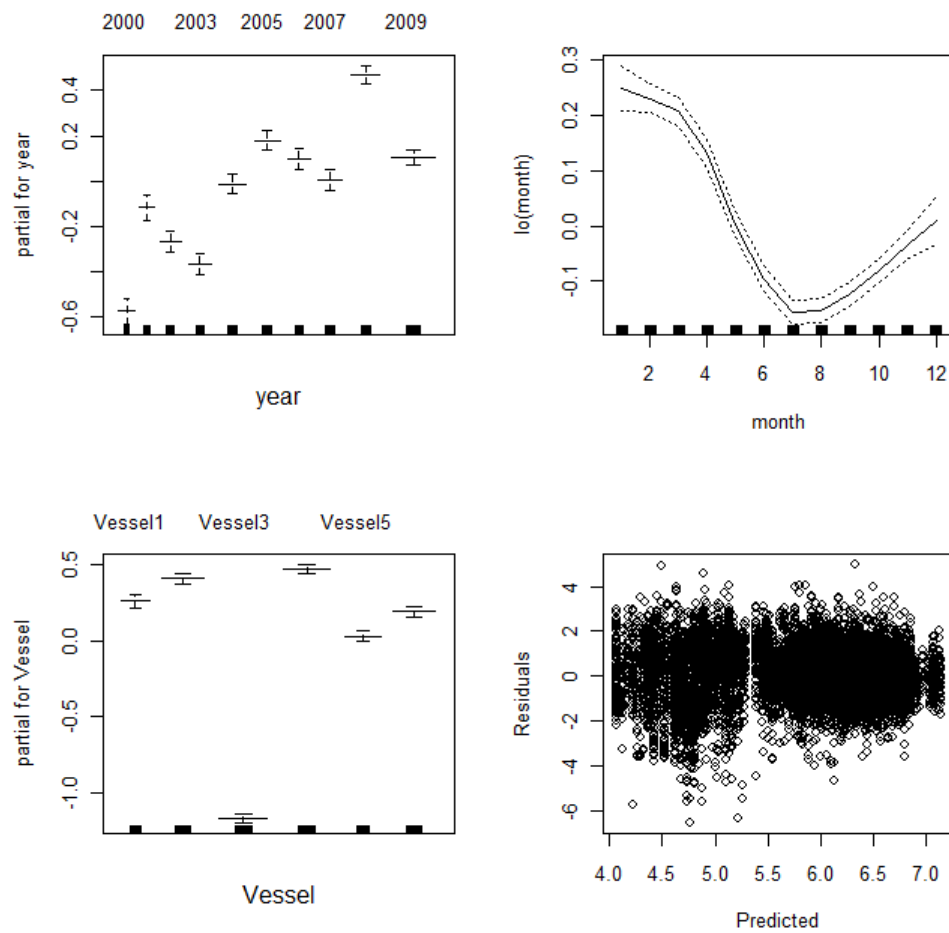 2000 2003 2005 2007 2009
partial for year
0.4
0.2
-0.2
-0.6
year
lo(month)
0.3
0.2
0.1
0.0
-0.1
2 4 6 8 10 12
month
Vessel1 Vessel3 Vessel5
partial for Vessel
0.5
0.0
-0.5
-1.0
Vessel
Residuals
4
2
0
-2
-4
-6
4.0 4.5 5.0 5.5 6.0 6.5 7.0
Predicted